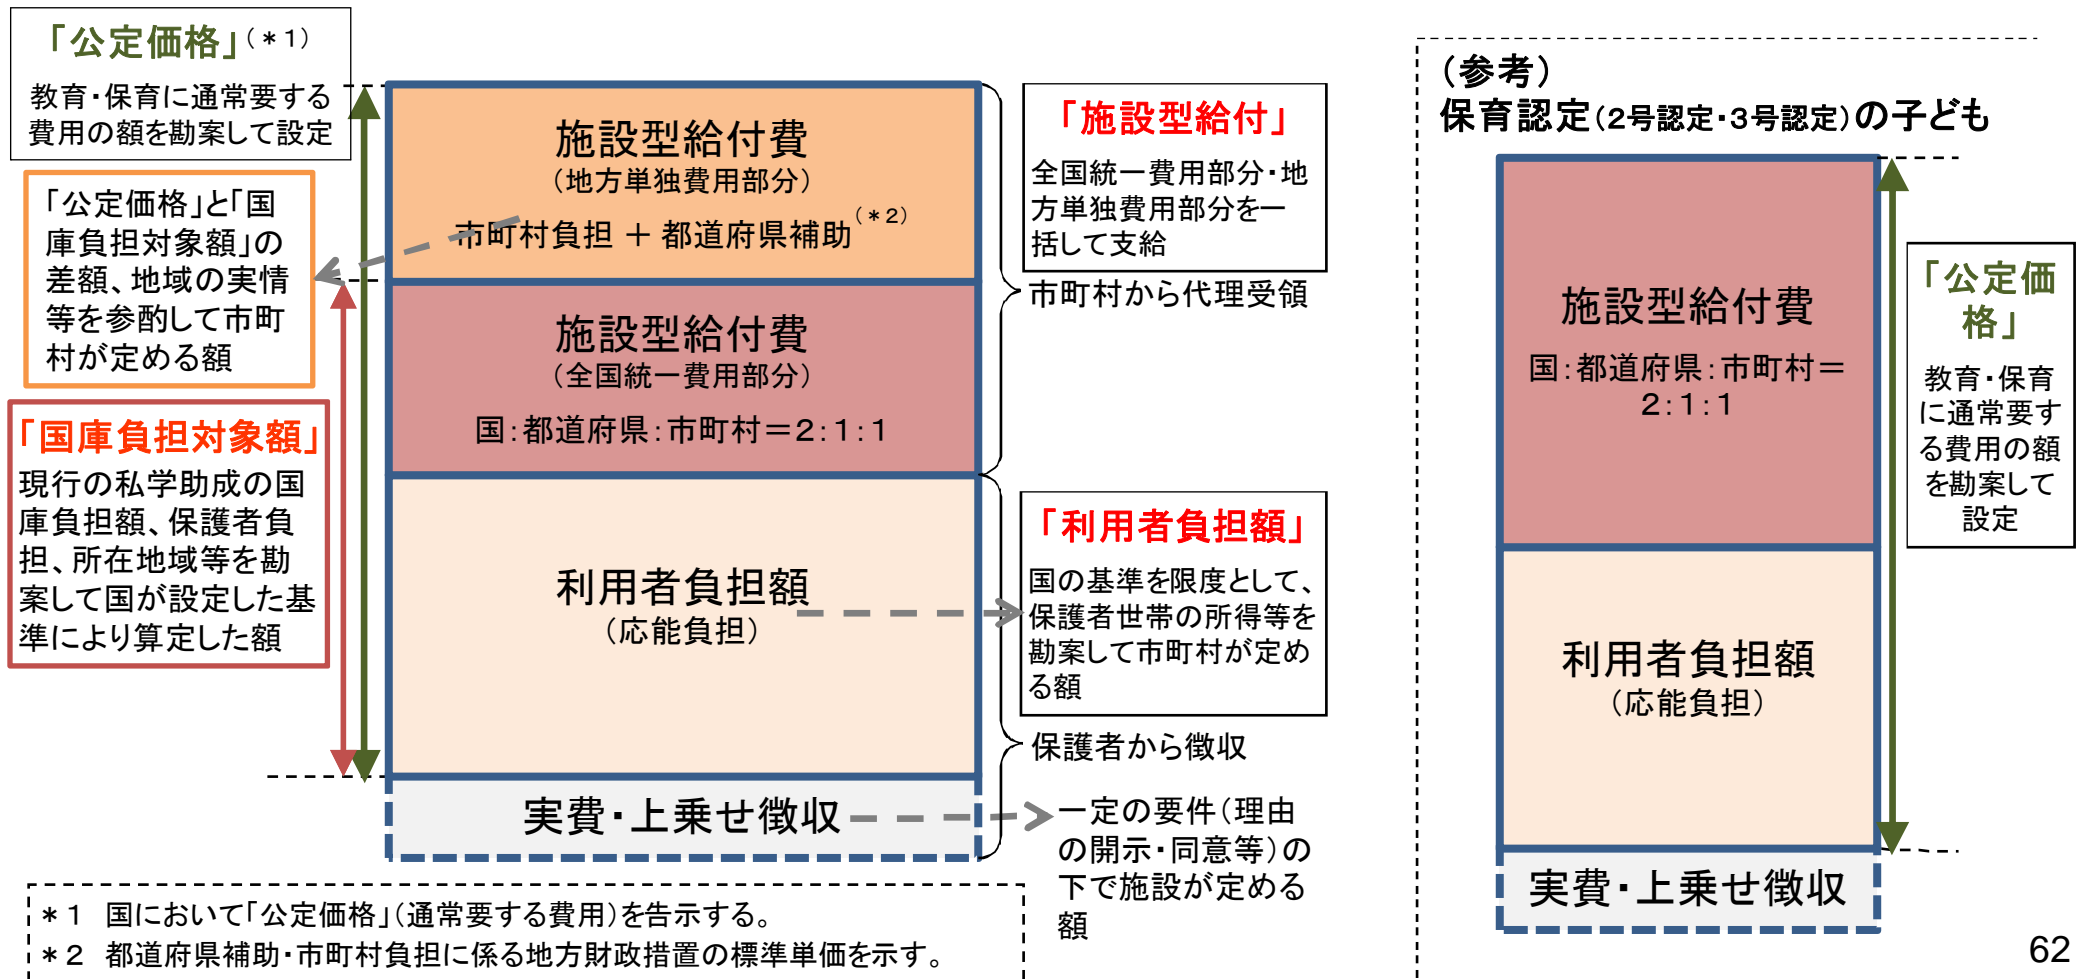 「公定価格」（＊1）
教育・保育に通常要する
費用の額を勘案して設定
「公定価格」と「国
庫負担対象額」の
差額、地域の実情
等を参酌して市町
村が定める額
「国庫負担対象額」
現行の私学助成の国
庫負担額、保護者負
担、所在地域等を勘
案して国が設定した基
準により算定した額
施設型給付費
（地方単独費用部分）
市町村負担 ＋ 都道府県補助（＊2）
施設型給付費
（全国統一費用部分）
国：都道府県：市町村＝2：1：1
利用者負担額
（応能負担）
実費・上乗せ徴収
「施設型給付」
全国統一費用部分・地
方単独費用部分を一
括して支給
市町村から代理受領
「利用者負担額」
国の基準を限度として、
保護者世帯の所得等を
勘案して市町村が定め
る額
保護者から徴収
一定の要件（理由
の開示・同意等）の
下で施設が定める
額
＊1　国において「公定価格」（通常要する費用）を告示する。
＊2　都道府県補助・市町村負担に係る地方財政措置の標準単価を示す。
（参考）
保育認定（2号認定・3号認定）の子ども
施設型給付費
国：都道府県：市町村＝
2：1：1
利用者負担額
（応能負担）
実費・上乗せ徴収
「公定価
格」
教育・保育
に通常要す
る費用の額
を勘案して
設定
62